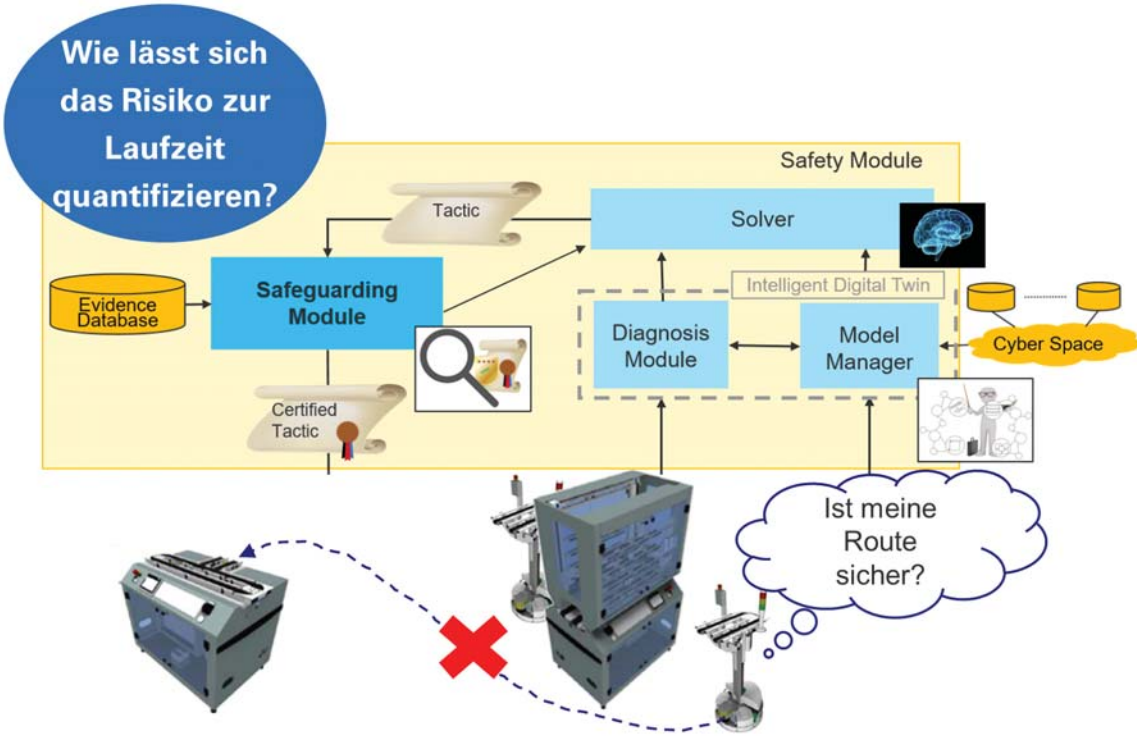 Wie lässt sich
das Risiko zur
Laufzeit
quantifizieren?
Safety Module
Tactic
Solver
Evidence
Database
Safeguarding
Module
Intelligent Digital Twin
Diagnosis
Module
Model
Manager
Cyber Space
Certified
Tactic
Ist meine
Route
sicher?